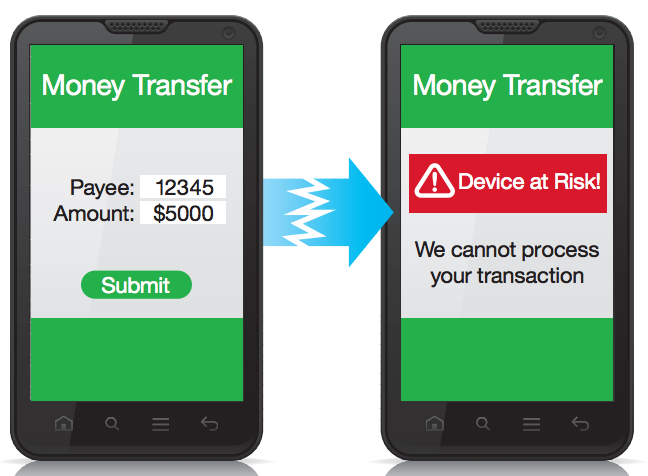 Money Transfer
Payee: 12345
Amount: $5000
Submit
Money Transfer
Device at Risk!
We cannot process
your transaction